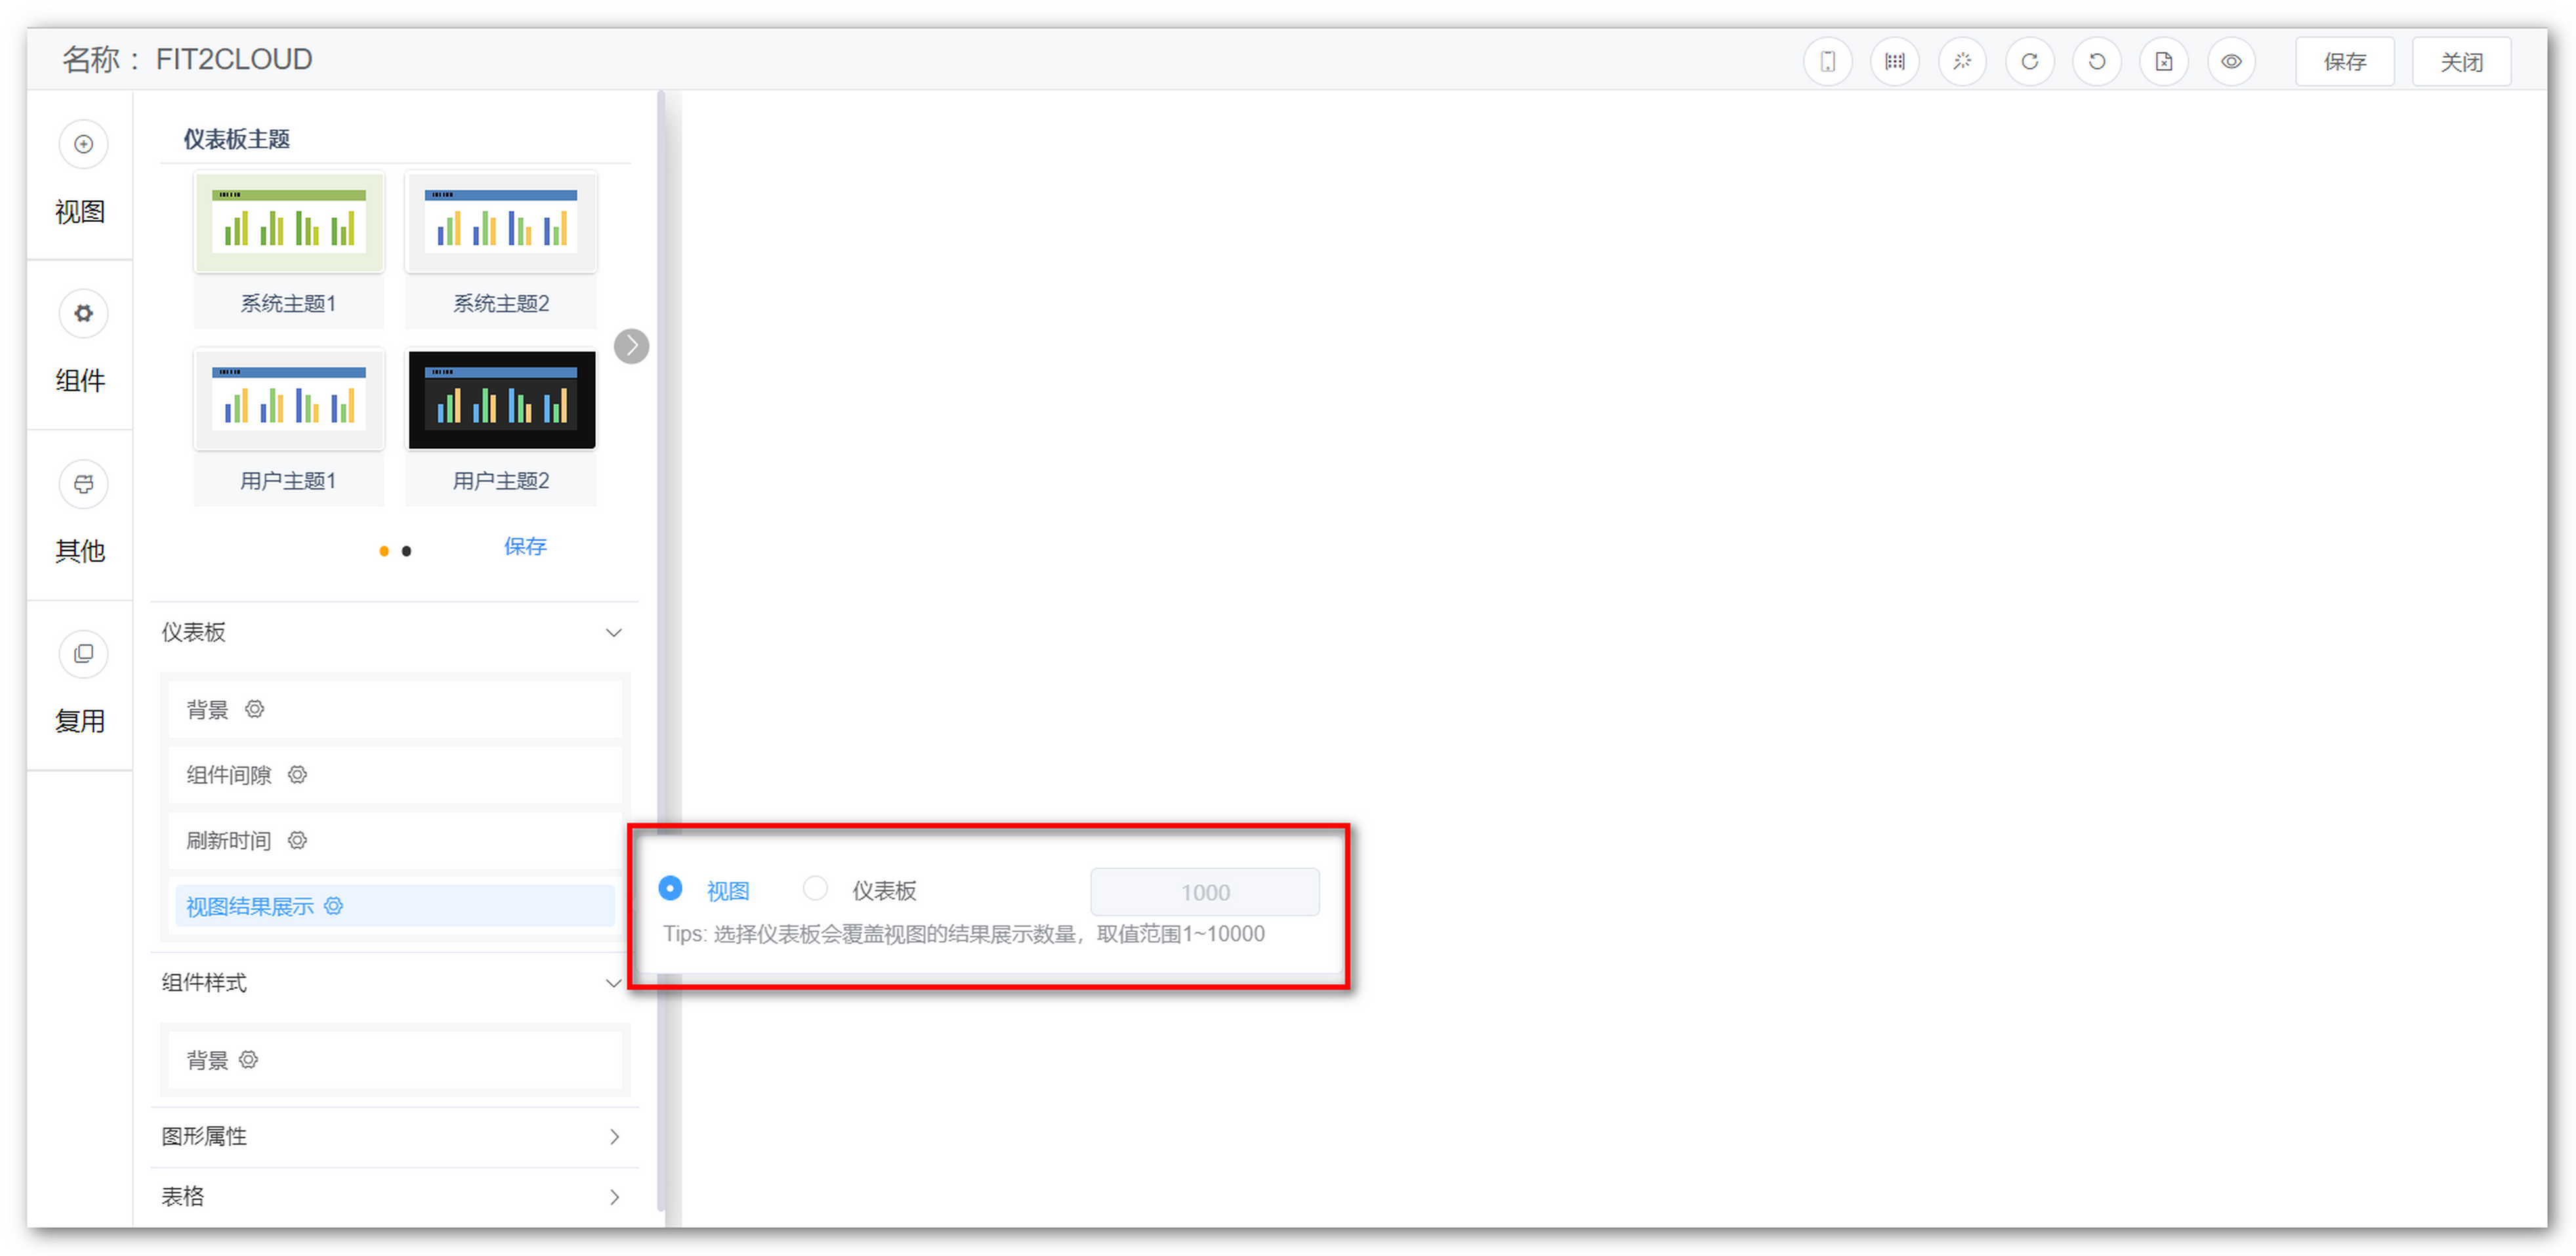 名称： FIT2CLOUD
保存
关闭
视图
组件
其他
复用
仪表板主题
系统主题1
系统主题2
用户主题1
用户主题2
保存
仪表板
背景
组件间隙
刷新时间
视图结果展示
视图
仪表板
1000
Tips: 选择仪表板会覆盖视图的结果展示数量，取值范围1~10000
组件样式
背景
图形属性
表格